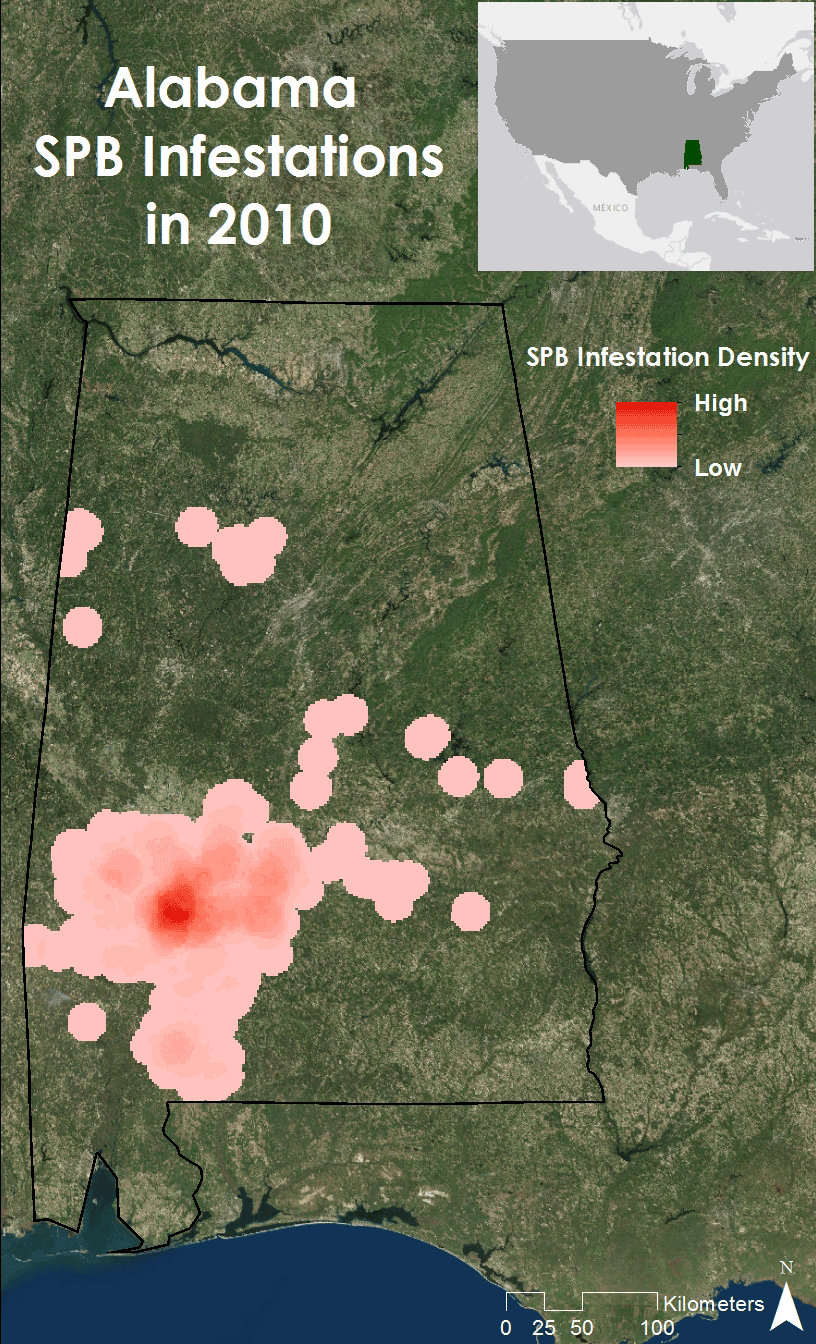 Alabama
SPB Infestations
in 2010
MÉXICO
SPB Infestation Density
High
Low
N
Kilometers
0 25 50 100